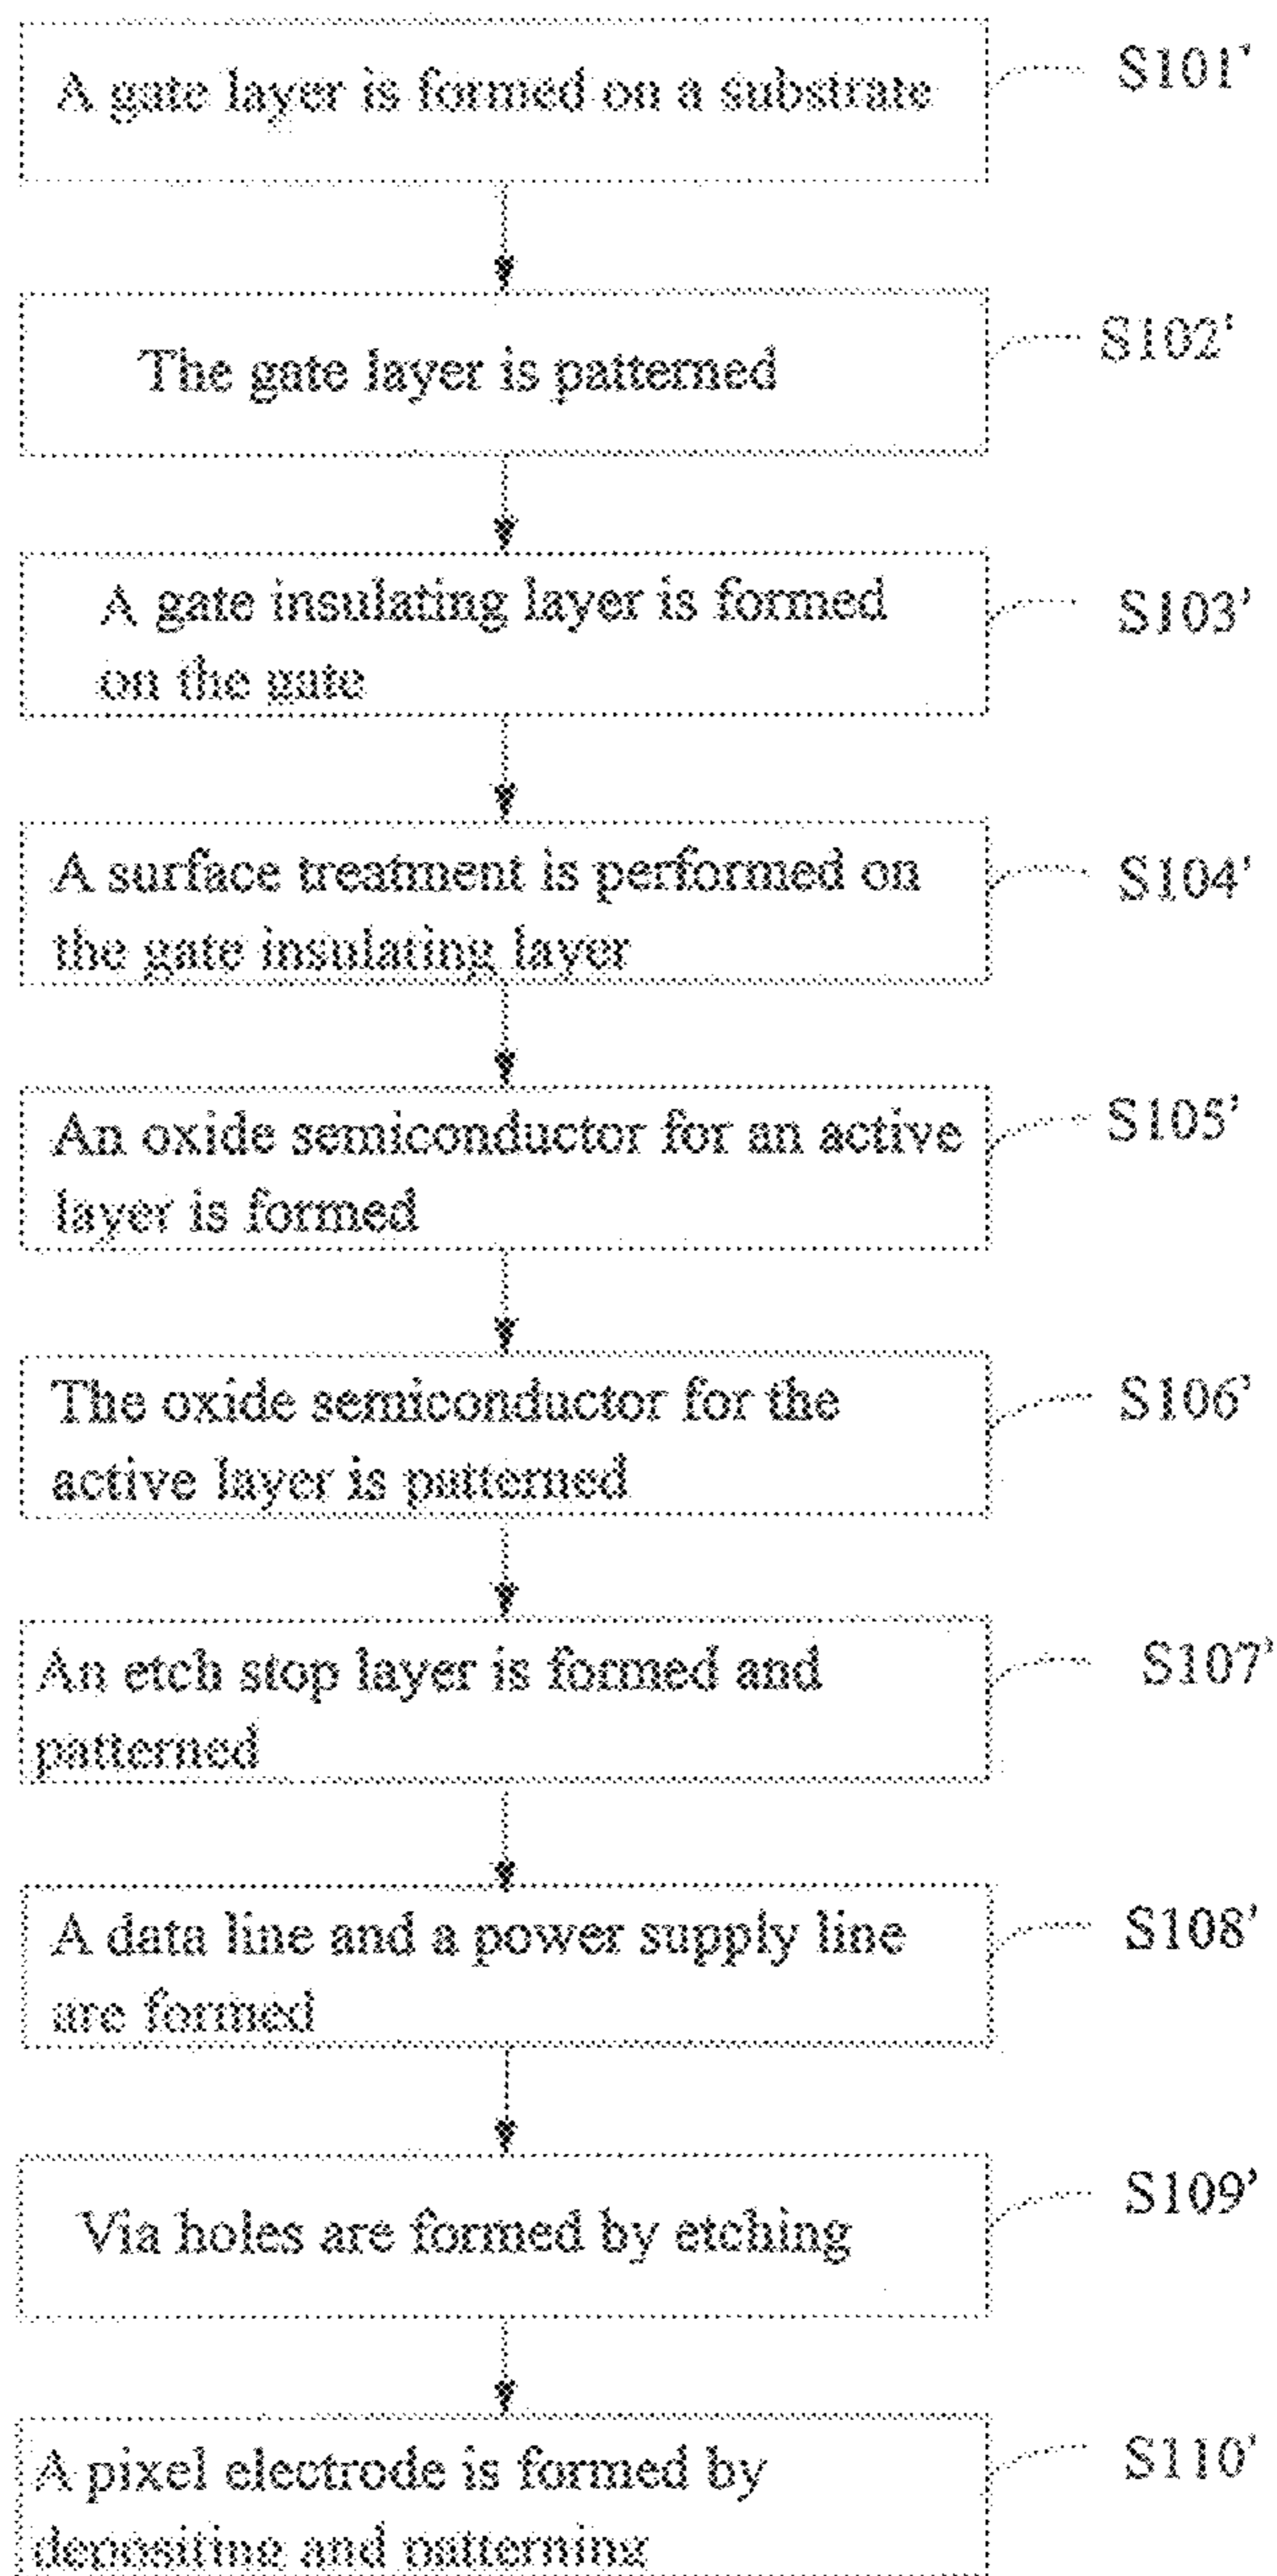 A gate layer is formed on a substrate
S101'
The gate layer is patterned
S102'
A gate insulating layer is formed
on the gate
S103'
A surface treatment is performed on
the gate insulating layer
S104'
An oxide semiconductor for an active
layer is formed
S105'
The oxide semiconductor for the
active layer is patterned
S106'
An etch stop layer is formed and
patterned
S107'
A data line and a power supply line
are formed
S108'
Via holes are formed by etching
S109'
A pixel electrode is formed by
depositing and patterning
S110'